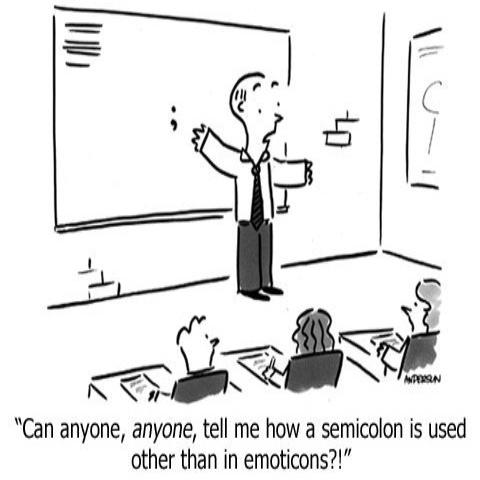 ;
ANDERSON
“Can anyone, anyone, tell me how a semicolon is used
other than in emoticons?!”